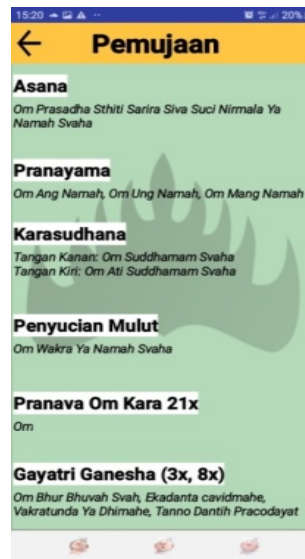 15:20
20%
Pemujaan
Asana
Om Prasadha Sthiti Sarira Siva Suci Nirmala Ya
Namah Svaha
Pranayama
Om Ang Namah, Om Ung Namah, Om Mang Namah
Karasudhana
Tangan Kanan: Om Suddhamam Svaha
Tangan Kiri: Om Ati Suddhamam Svaha
Penyucian Mulut
Om Wakra Ya Namah Svaha
Pranava Om Kara 21x
Om
Gayatri Ganesha (3x, 8x)
Om Bhur Bhuvah Svah, Ekadanta cavidmahe,
Vakratunda Ya Dhimahe, Tanno Dantih Pracodayat